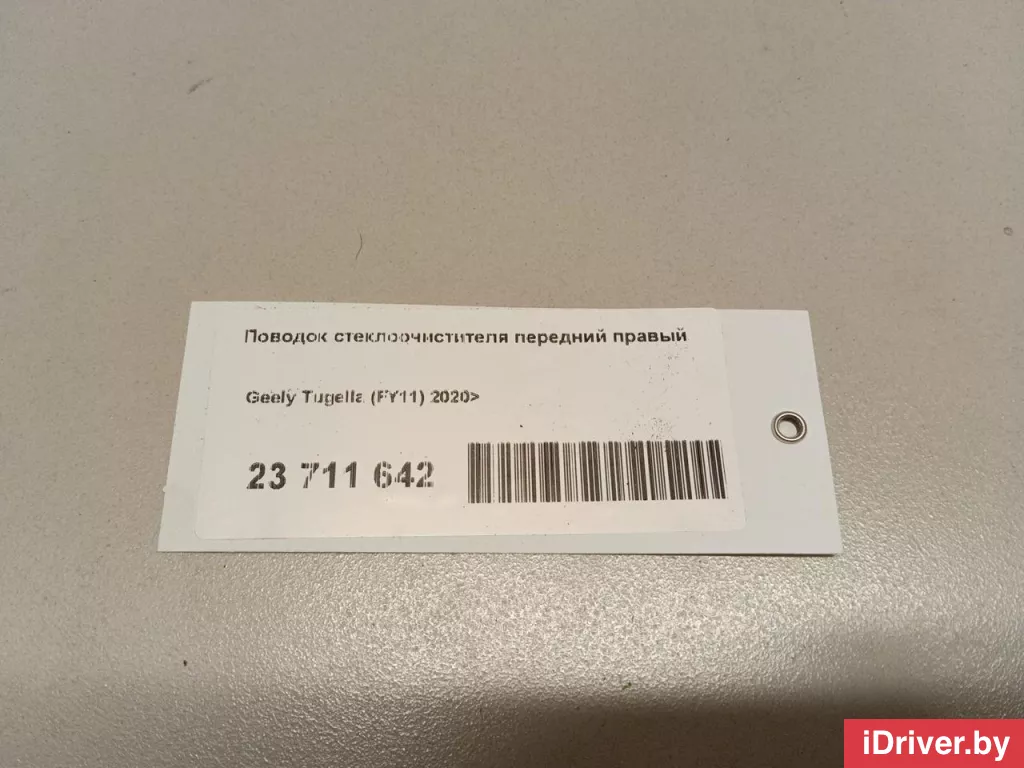 Поводок стеклоочистителя передний правый
Geely Tugella (FY11) 2020>
23 711 642
iDriver.by